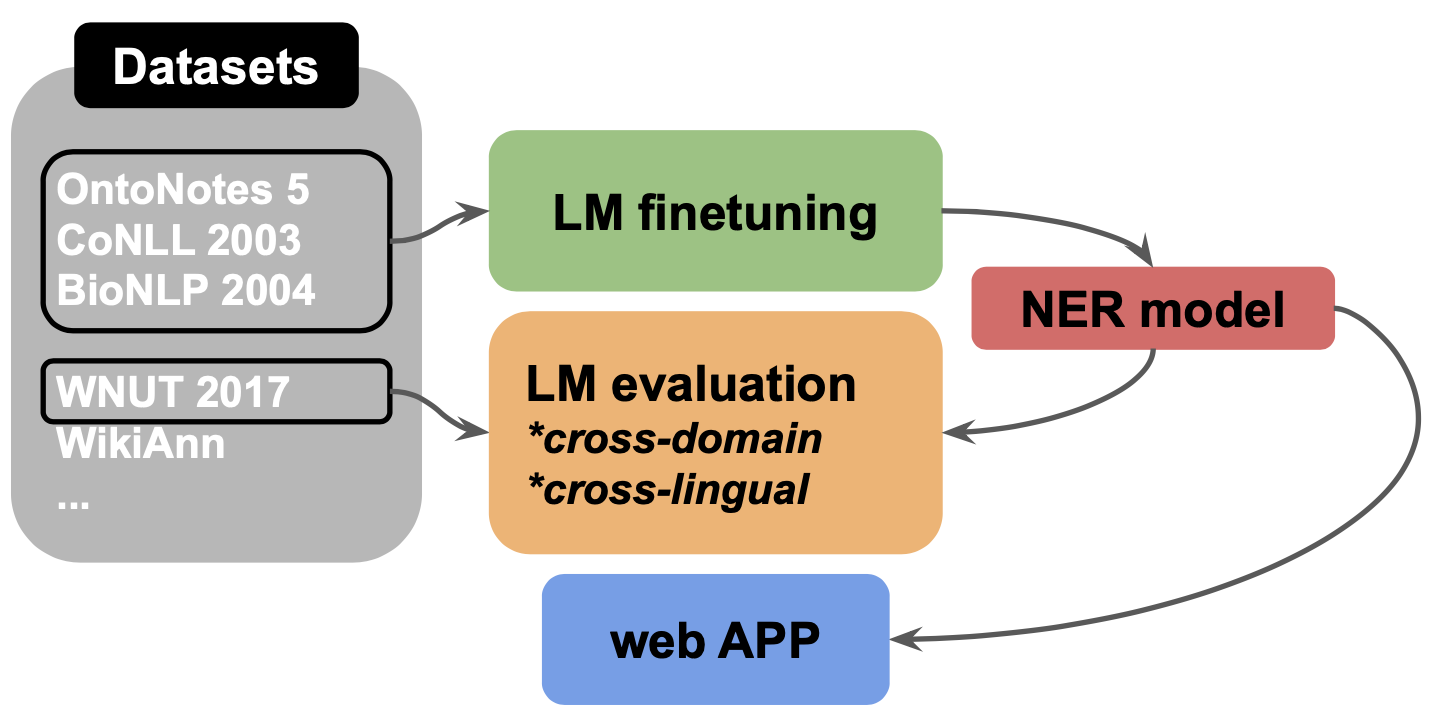 Datasets
OntoNotes 5
CoNLL 2003
BioNLP 2004
WNUT 2017
WikiAnn
...
LM finetuning
NER model
LM evaluation
*cross-domain
*cross-lingual
web APP